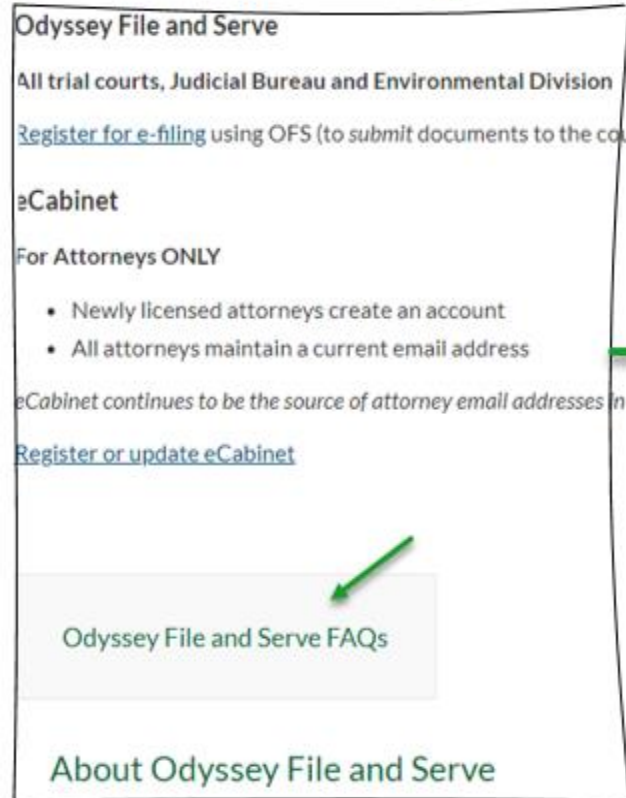 Odyssey File and Serve
All trial courts, Judicial Bureau and Environmental Division
Register for e-filing using OFS (to submit documents to the
eCabinet
For Attorneys ONLY
• Newly licensed attorneys create an account
• All attorneys maintain a current email address
eCabinet continues to be the source of attorney email addresses in
Register or update eCabinet
Odyssey File and Serve FAQs
About Odyssey File and Serve